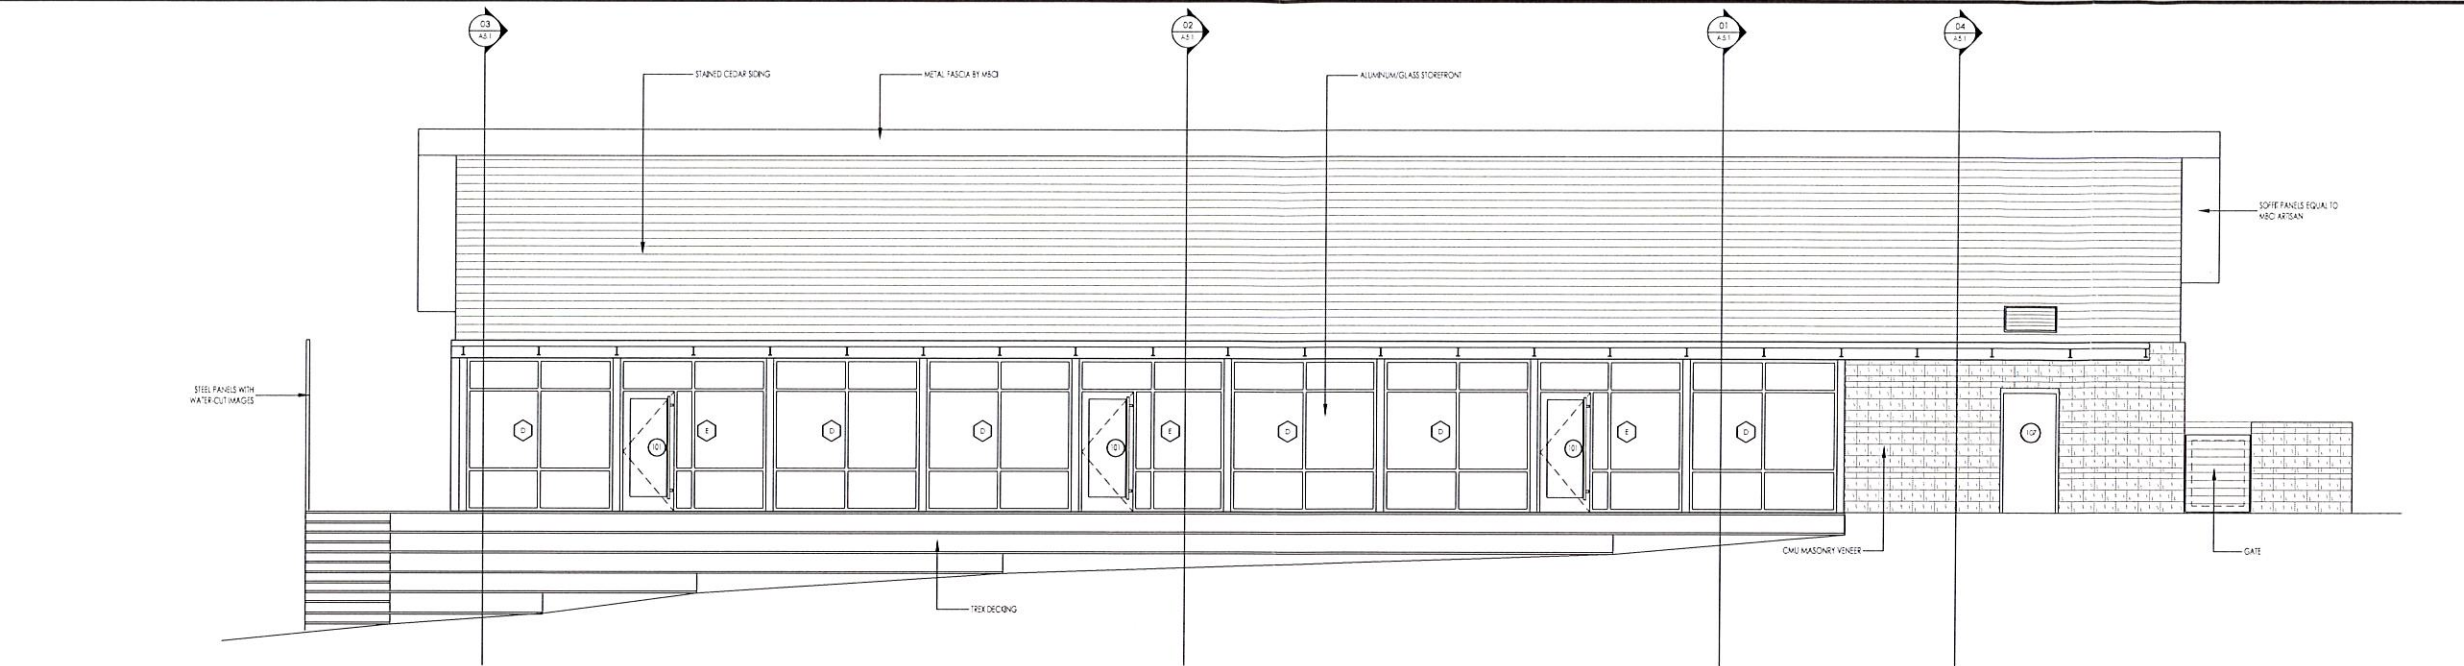 03
A5.1
02
A5.1
01
A5.1
04
A5.1
STAINED CEDAR SIDING
METAL FASCIA BY MBCI
ALUMINUM/GLASS STOREFRONT
SOFFIT PANELS EQUAL TO
MBCI ARTISAN
STEEL PANELS WITH
WATER-CUT IMAGES
D
101
E
D
D
101
E
D
D
101
E
D
107
CMU MASONRY VENEER
GATE
TREX DECKING